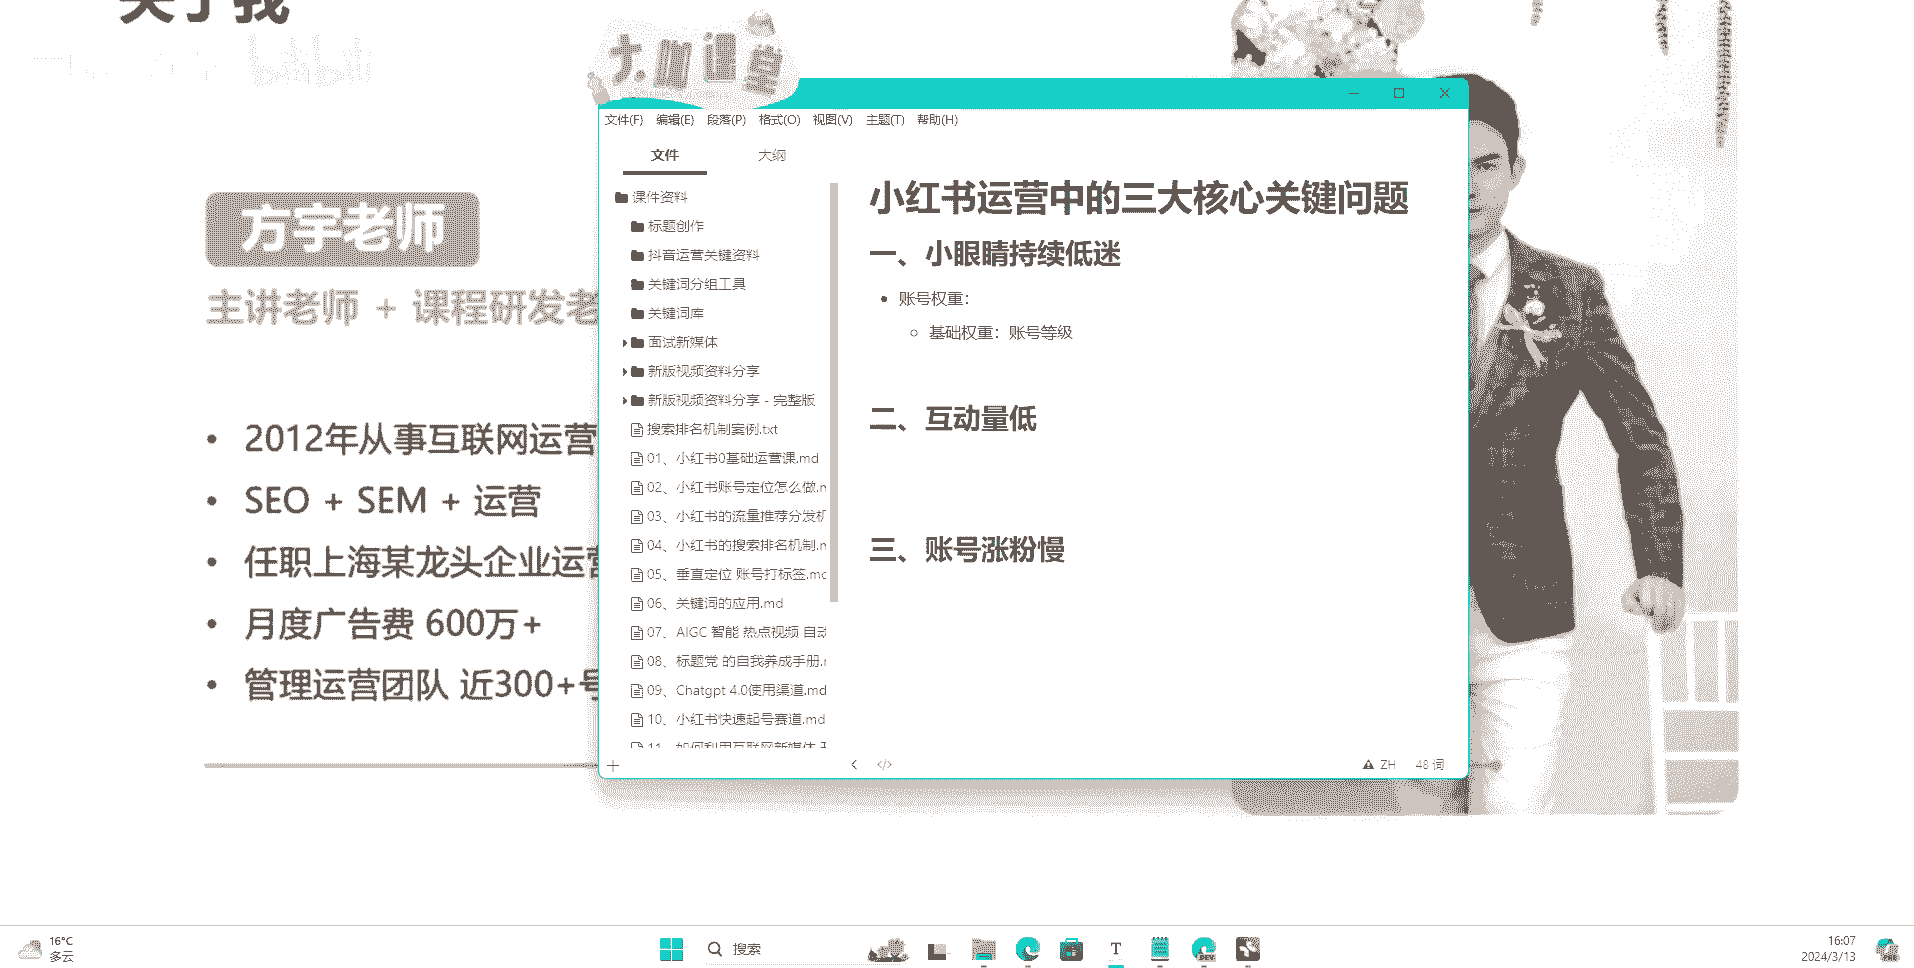 关于我
bilibili
大咖课堂
方宇老师
主讲老师 + 课程研发老
2012年从事互联网运营
SEO + SEM + 运营
任职上海某龙头企业运营
月度广告费 600万+
管理运营团队 近300+号
文件(F) 编辑(E) 段落(P) 格式(O) 视图(V) 主题(T) 帮助(H)
文件 大纲
课件资料
标题创作
抖音运营关键资料
关键词分组工具
关键词库
面试新媒体
新版视频资料分享
新版视频资料分享 - 完整版
搜索排名机制案例.txt
01、小红书0基础运营课.md
02、小红书账号定位怎么做.m
03、小红书的流量推荐分发机
04、小红书的搜索排名机制.m
05、垂直定位 账号打标签.mc
06、关键词的应用.md
07、AIGC 智能 热点视频 自动
08、标题党 的自我养成手册.r
09、Chatgpt 4.0使用渠道.md
10、小红书快速起号赛道.md
11、如何利用互联网新媒体
小红书运营中的三大核心关键问题
一、小眼睛持续低迷
账号权重：
基础权重：账号等级
二、互动量低
三、账号涨粉慢
ZH 48 词
16°C
多云
搜索
T
DEV
16:07
2024/3/13
PRE